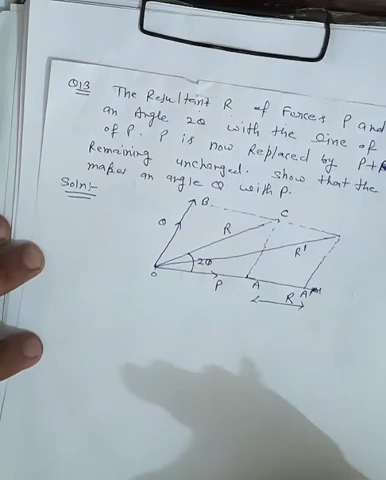 Q13 The Resultant R of Forces P and
an Angle 2θ with the line of
of P. P is now Replaced by P+R
Remaining unchanged. Show that the
makes an angle θ with P.
Soln:-
B
C
Q
R
R'
2θ
O
P
A
A'
R